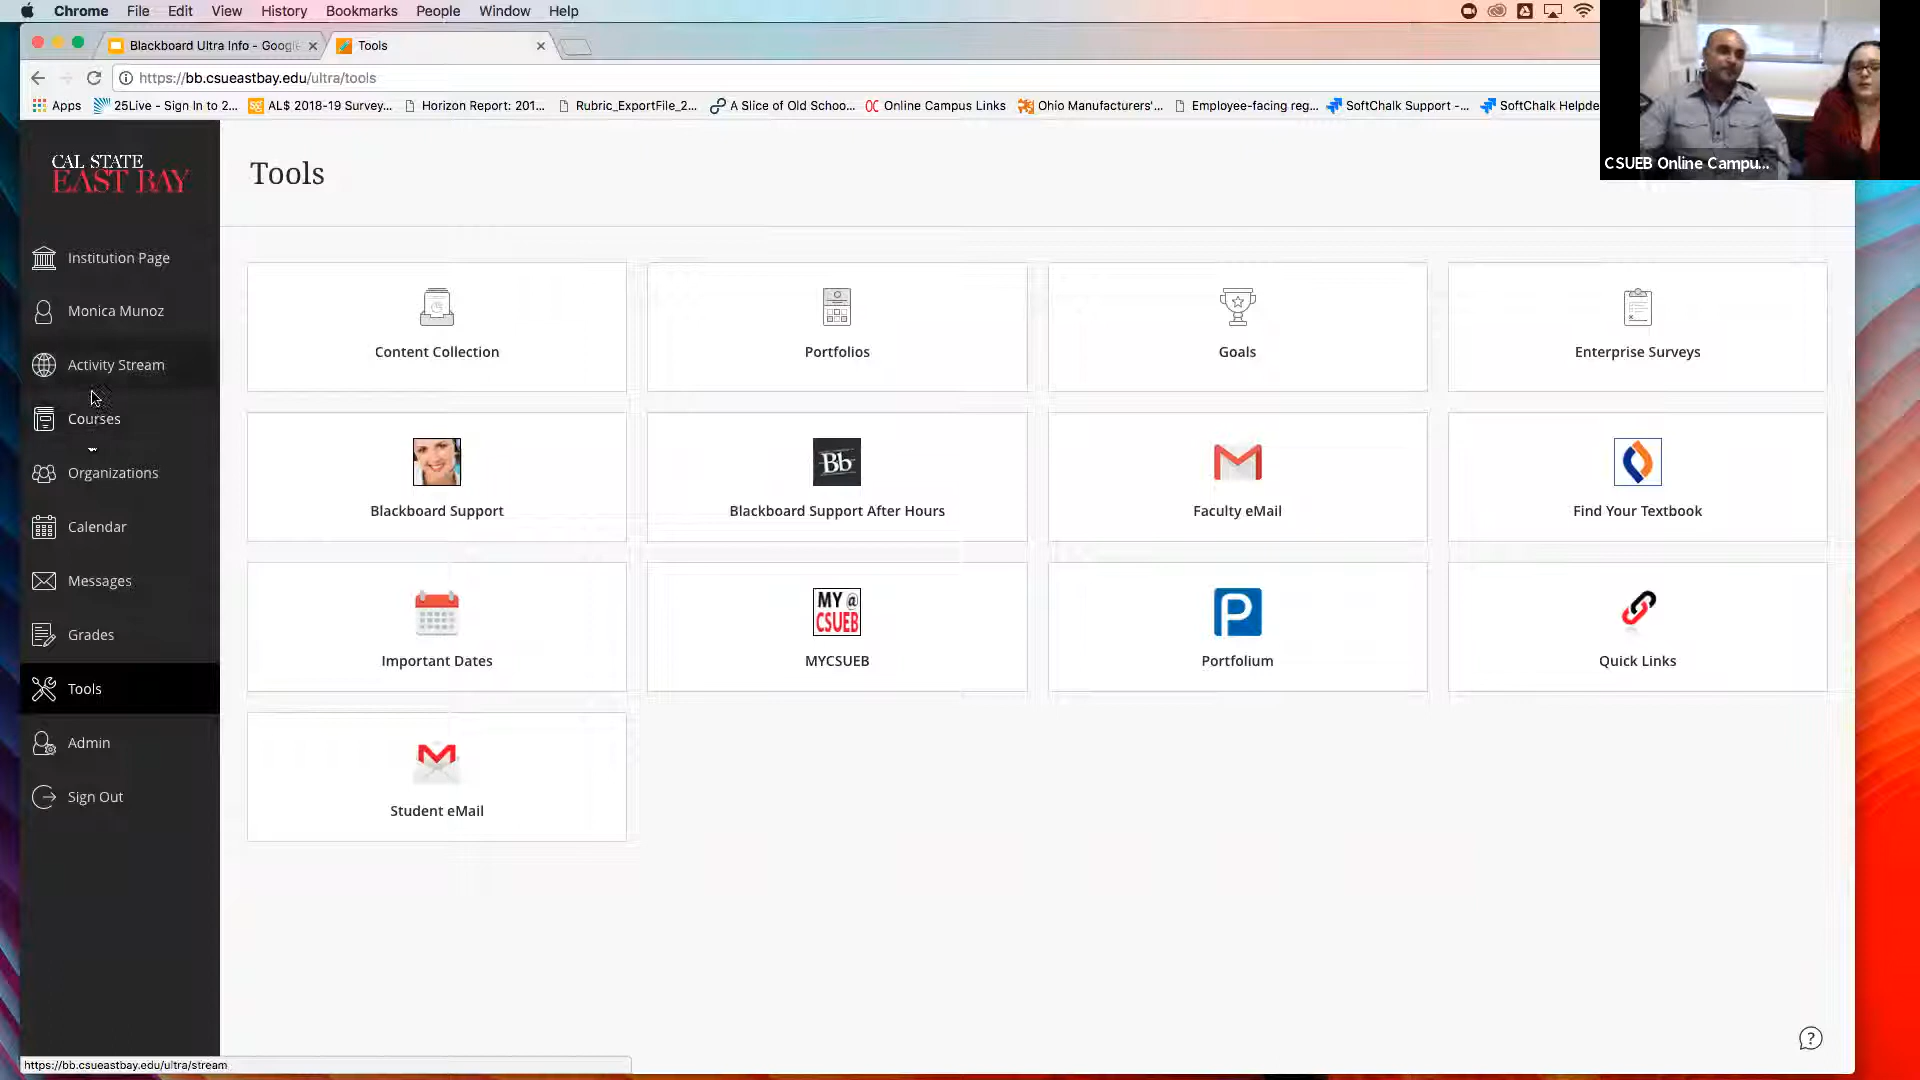 Chrome File Edit View History Bookmarks People Window Help
Blackboard Ultra Info - Google
Tools
https://bb.csueastbay.edu/ultra/tools
Apps
25Live - Sign In to 2...
AL$ 2018-19 Survey...
Horizon Report: 201...
Rubric_ExportFile_2...
A Slice of Old Schoo...
OC Online Campus Links
Ohio Manufacturers'...
Employee-facing reg...
SoftChalk Support -...
SoftChalk Helpde
CSUEB Online Campu...
CAL STATE
EAST BAY
Tools
Institution Page
Monica Munoz
Activity Stream
Courses
Organizations
Calendar
Messages
Grades
Tools
Admin
Sign Out
Content Collection
Portfolios
Goals
Enterprise Surveys
Bb
Blackboard Support
Blackboard Support After Hours
Faculty eMail
Find Your Textbook
MY @
CSUEB
P
Important Dates
MYCSUEB
Portfolium
Quick Links
Student eMail
?
https://bb.csueastbay.edu/ultra/stream